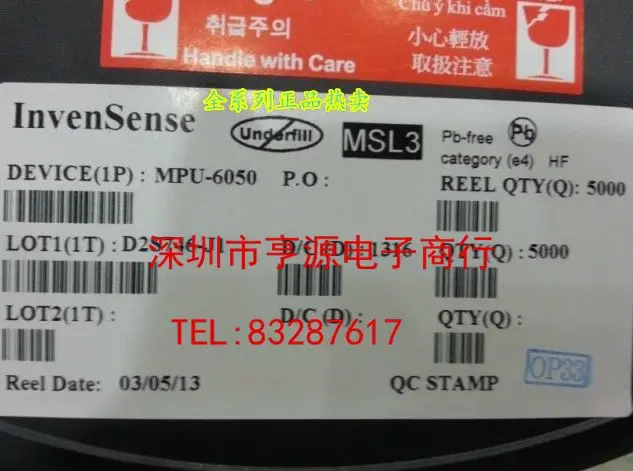 Chú ý khi cầm
취급주의
小心輕放
Handle with Care
取扱注意
全系列正品热卖
InvenSense
Underfill
MSL3
Pb-free
category (e4) HF
Pb
DEVICE(1P) : MPU-6050 P.O :
REEL QTY(Q): 5000
LOT1(1T) :
D/C (D) : 1316
QTY(Q) : 5000
深圳市亨源电子商行
LOT2(1T) :
D/C (D) :
QTY(Q) :
TEL:83287617
Reel Date: 03/05/13
QC STAMP
OP33